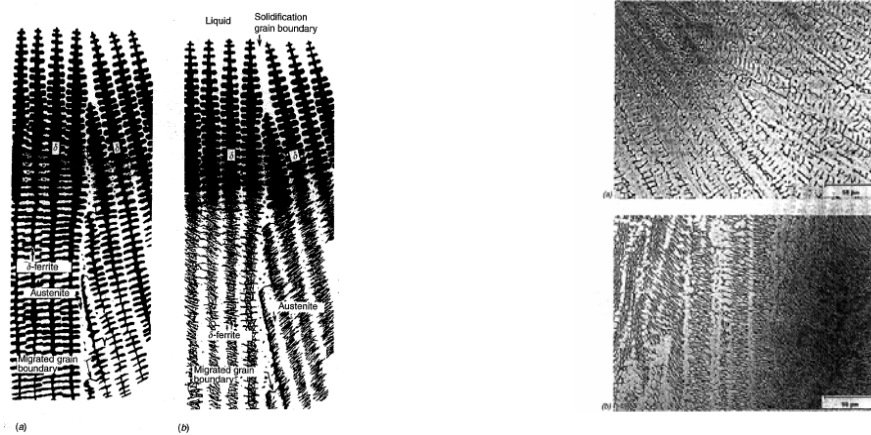 Liquid
Solidification
grain boundary
δ
δ
δ
δ
δ-ferrite
Austenite
Migrated grain
boundary
Austenite
δ-ferrite
Migrated grain
boundary
(a)
(b)
(a)
50 µm
(b)
50 µm